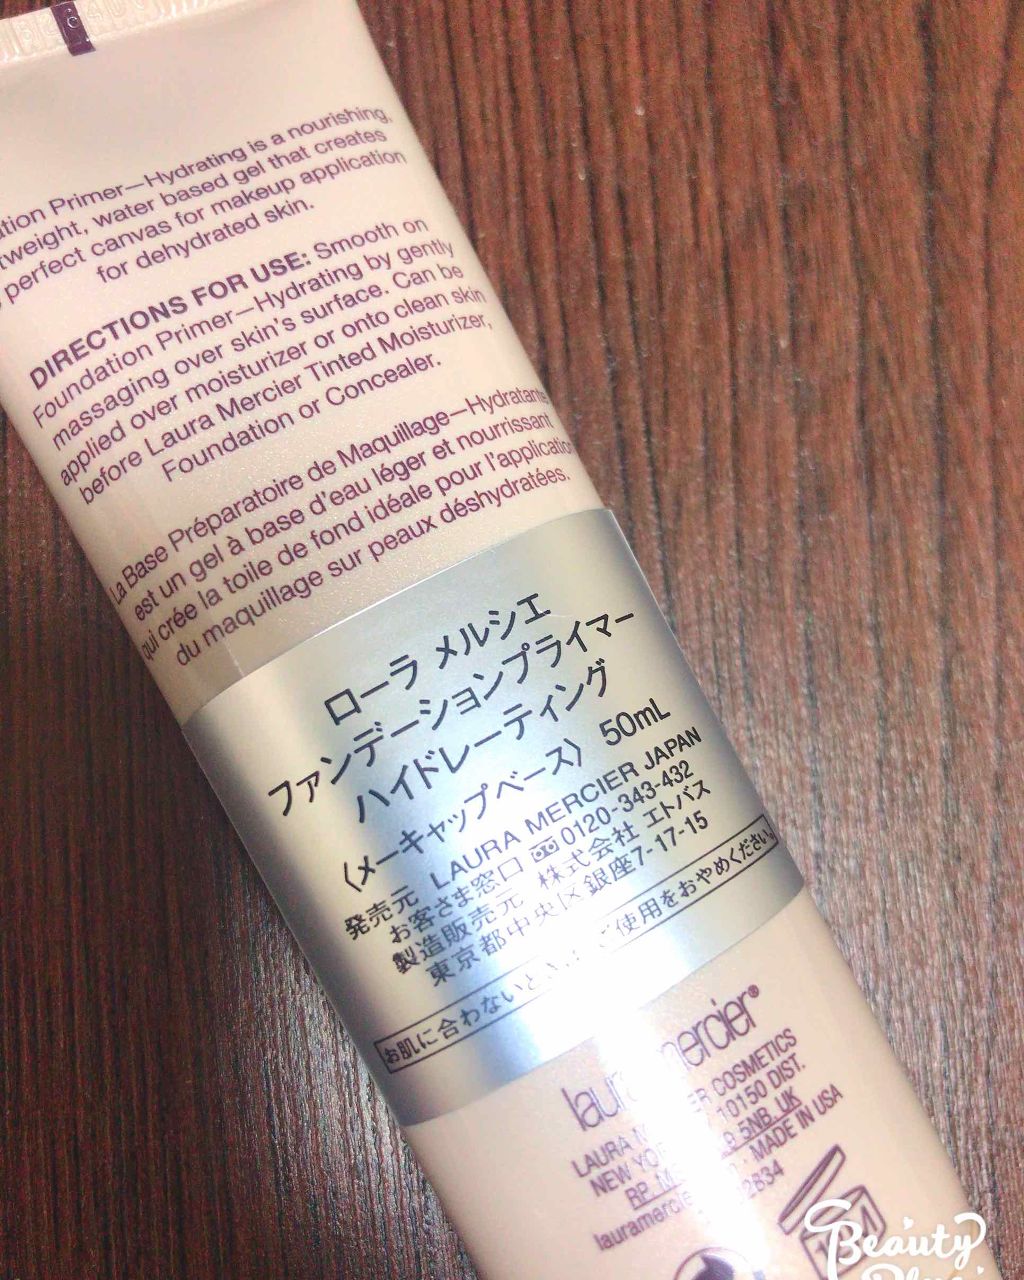 Primer—Hydrating is a nourishing,
water based gel that creates
perfect canvas for makeup application
for dehydrated skin.
DIRECTIONS FOR USE: Smooth on
Foundation Primer—Hydrating by gently
massaging over skin's surface. Can be
applied over moisturizer or onto clean skin
before Laura Mercier Tinted Moisturizer,
Foundation or Concealer.
La Base Préparatoire de Maquillage—Hydratante
est un gel à base d'eau léger et nourrissant
qui crée la toile de fond idéale pour l'application
du maquillage sur peaux déshydratées.
ローラ メルシエ
ファンデーションプライマー
ハイドレーティング
〈メーキャップベース〉 50mL
発売元 LAURA MERCIER JAPAN
お客さま窓口 0120-343-432
製造販売元 株式会社 エトバス
東京都中央区銀座7-17-15
お肌に合わないときは、ご使用をおやめください。
laura mercier®
COSMETICS
10150 DIST.
NEW 5NB. UK
MADE IN USA
Beauty